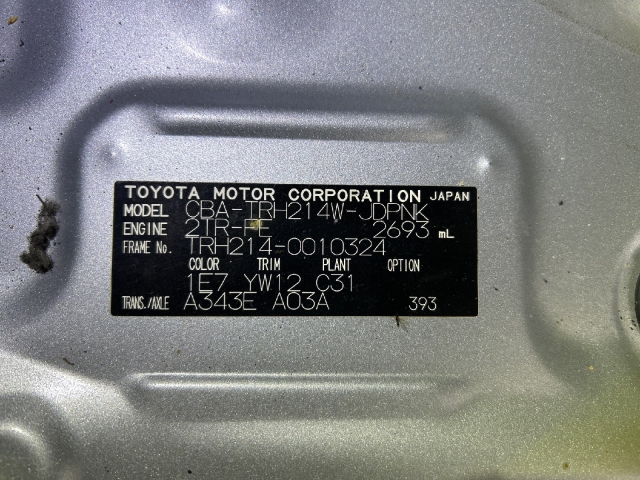 TOYOTA MOTOR CORPORATION JAPAN
MODEL CBA-TRH214W-JDPNK
ENGINE 2TR-FE 2693 mL
FRAME No. TRH214-0010324
COLOR TRIM PLANT OPTION
1E7 YW12 C31
TRANS./AXLE A343E A03A 393